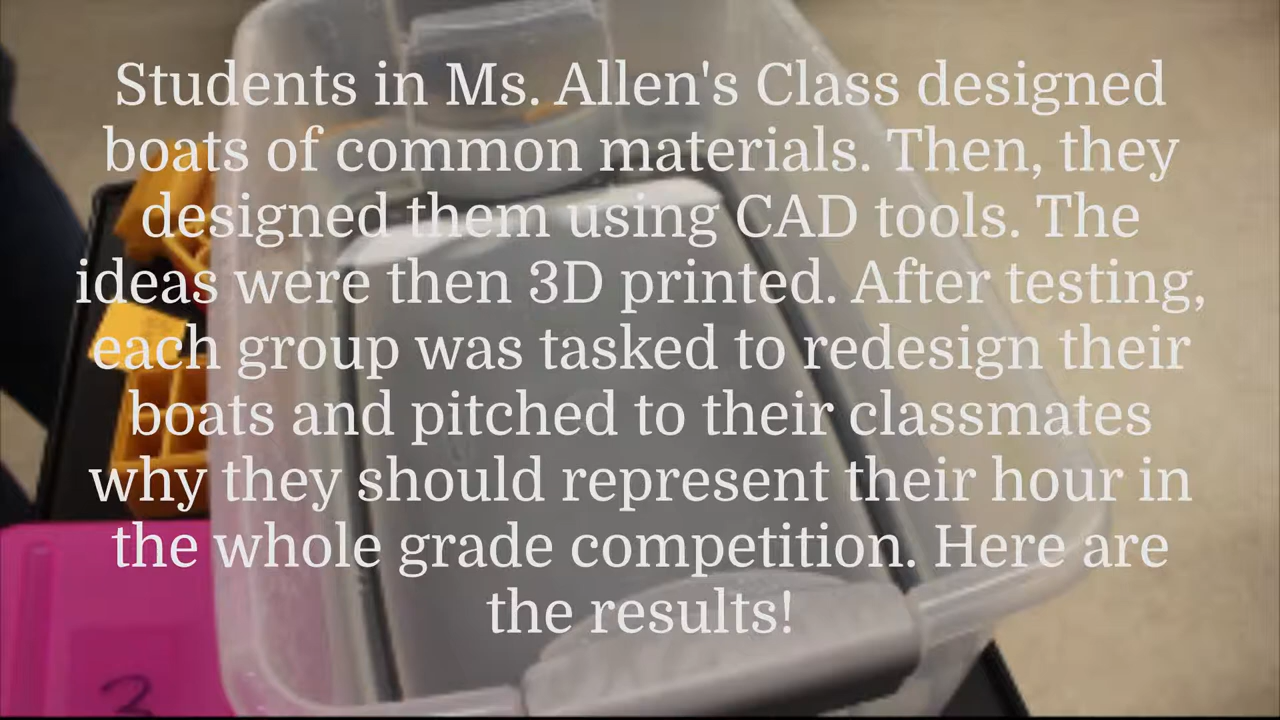 Students in Ms. Allen's Class designed
boats of common materials. Then, they
designed them using CAD tools. The
ideas were then 3D printed. After testing,
each group was tasked to redesign their
boats and pitched to their classmates
why they should represent their hour in
the whole grade competition. Here are
the results!
3